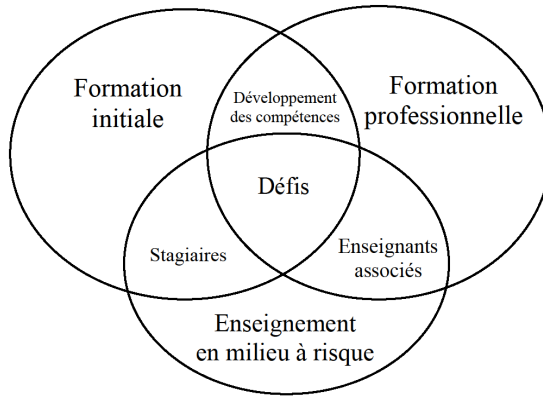 Formation
initiale
Développement
des compétences
Formation
professionnelle
Défis
Stagiaires
Enseignants
associés
Enseignement
en milieu à risque